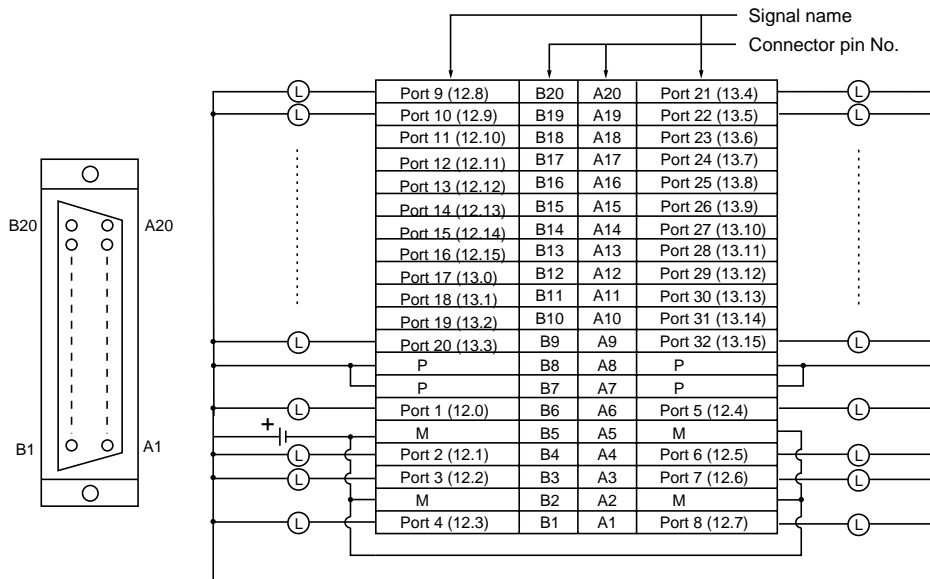 Signal name
Connector pin No.
L Port 9 (12.8) B20 A20 Port 21 (13.4) L
L Port 10 (12.9) B19 A19 Port 22 (13.5) L
Port 11 (12.10) B18 A18 Port 23 (13.6)
Port 12 (12.11) B17 A17 Port 24 (13.7)
Port 13 (12.12) B16 A16 Port 25 (13.8)
Port 14 (12.13) B15 A15 Port 26 (13.9)
Port 15 (12.14) B14 A14 Port 27 (13.10)
Port 16 (12.15) B13 A13 Port 28 (13.11)
Port 17 (13.0) B12 A12 Port 29 (13.12)
Port 18 (13.1) B11 A11 Port 30 (13.13)
Port 19 (13.2) B10 A10 Port 31 (13.14)
L Port 20 (13.3) B9 A9 Port 32 (13.15) L
P B8 A8 P
P B7 A7 P
L Port 1 (12.0) B6 A6 Port 5 (12.4) L
+ M B5 A5 M
L Port 2 (12.1) B4 A4 Port 6 (12.5) L
L Port 3 (12.2) B3 A3 Port 7 (12.6) L
M B2 A2 M
L Port 4 (12.3) B1 A1 Port 8 (12.7) L
B20 A20
B1 A1